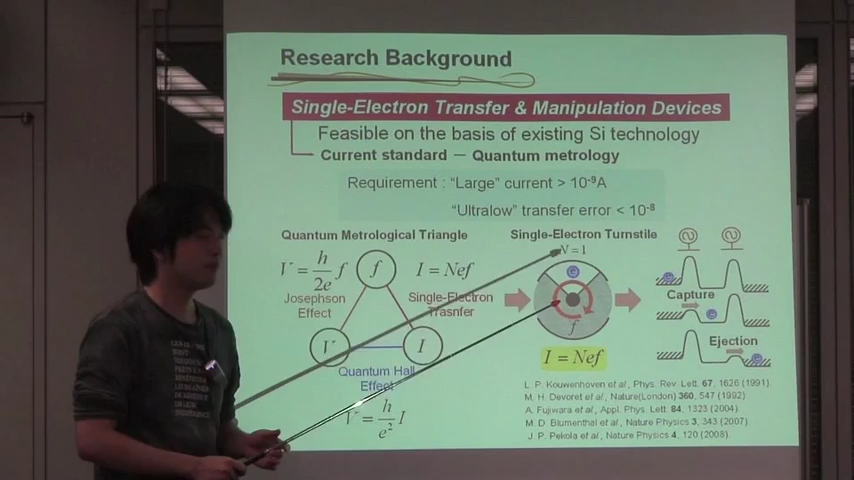 Research Background
Single-Electron Transfer & Manipulation Devices
Feasible on the basis of existing Si technology
Current standard — Quantum metrology
Requirement : "Large" current > 10⁻⁹A
"Ultralow" transfer error < 10⁻⁸
Quantum Metrological Triangle
V = h/2e f
f
I = Nef
Josephson
Effect
Single-Electron
Trasnfer
V
I
Quantum Hall
Effect
V = h/e² I
Single-Electron Turnstile
N = 1
e
f
I = Nef
e
Capture
e
Ejection
e
L. P. Kouwenhoven et al, Phys. Rev. Lett. 67, 1626 (1991)
M. H. Devoret et al., Nature(London) 360, 547 (1992)
A. Fujiwara et al., Appl. Phys. Lett. 84, 1323 (2004)
M. D. Blumenthal et al., Nature Physics 3, 343 (2007)
J. P. Pekola et al., Nature Physics 4, 120 (2008).